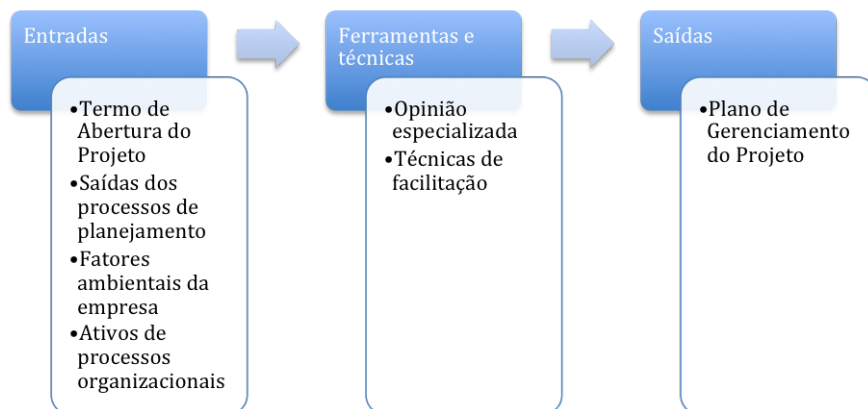 Entradas
•Termo de
Abertura do
Projeto
•Saídas dos
processos de
planejamento
•Fatores
ambientais da
empresa
•Ativos de
processos
organizacionais
Ferramentas e
técnicas
•Opinião
especializada
•Técnicas de
facilitação
Saídas
•Plano de
Gerenciamento
do Projeto